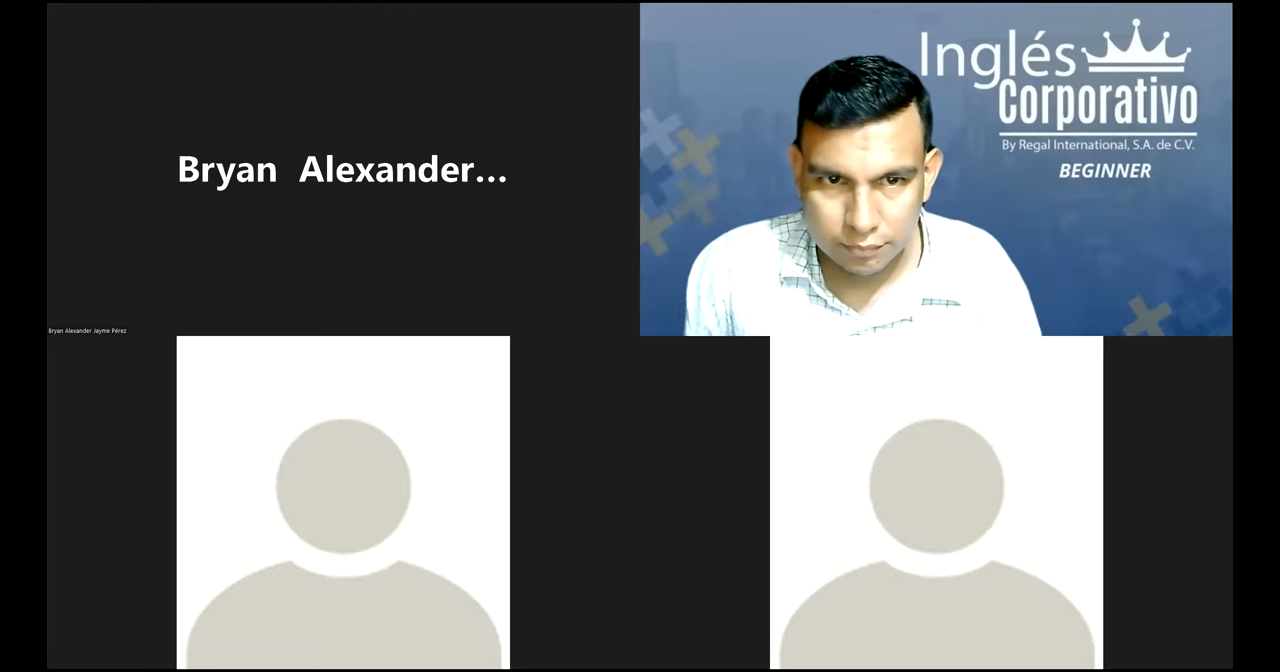 Bryan Alexander...
Inglés
Corporativo
By Regal International, S.A. de C.V.
BEGINNER
Bryan Alexander Jayme Pérez